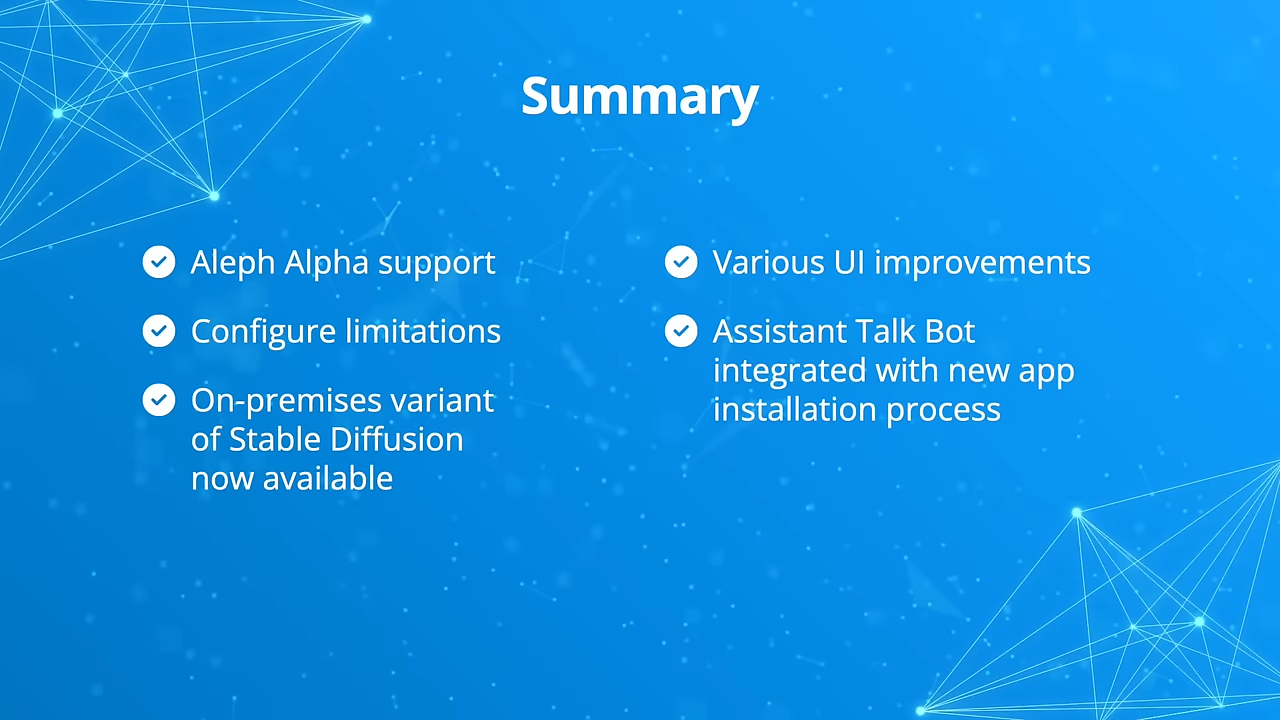 Summary
Aleph Alpha support
Configure limitations
On-premises variant
of Stable Diffusion
now available
Various UI improvements
Assistant Talk Bot
integrated with new app
installation process